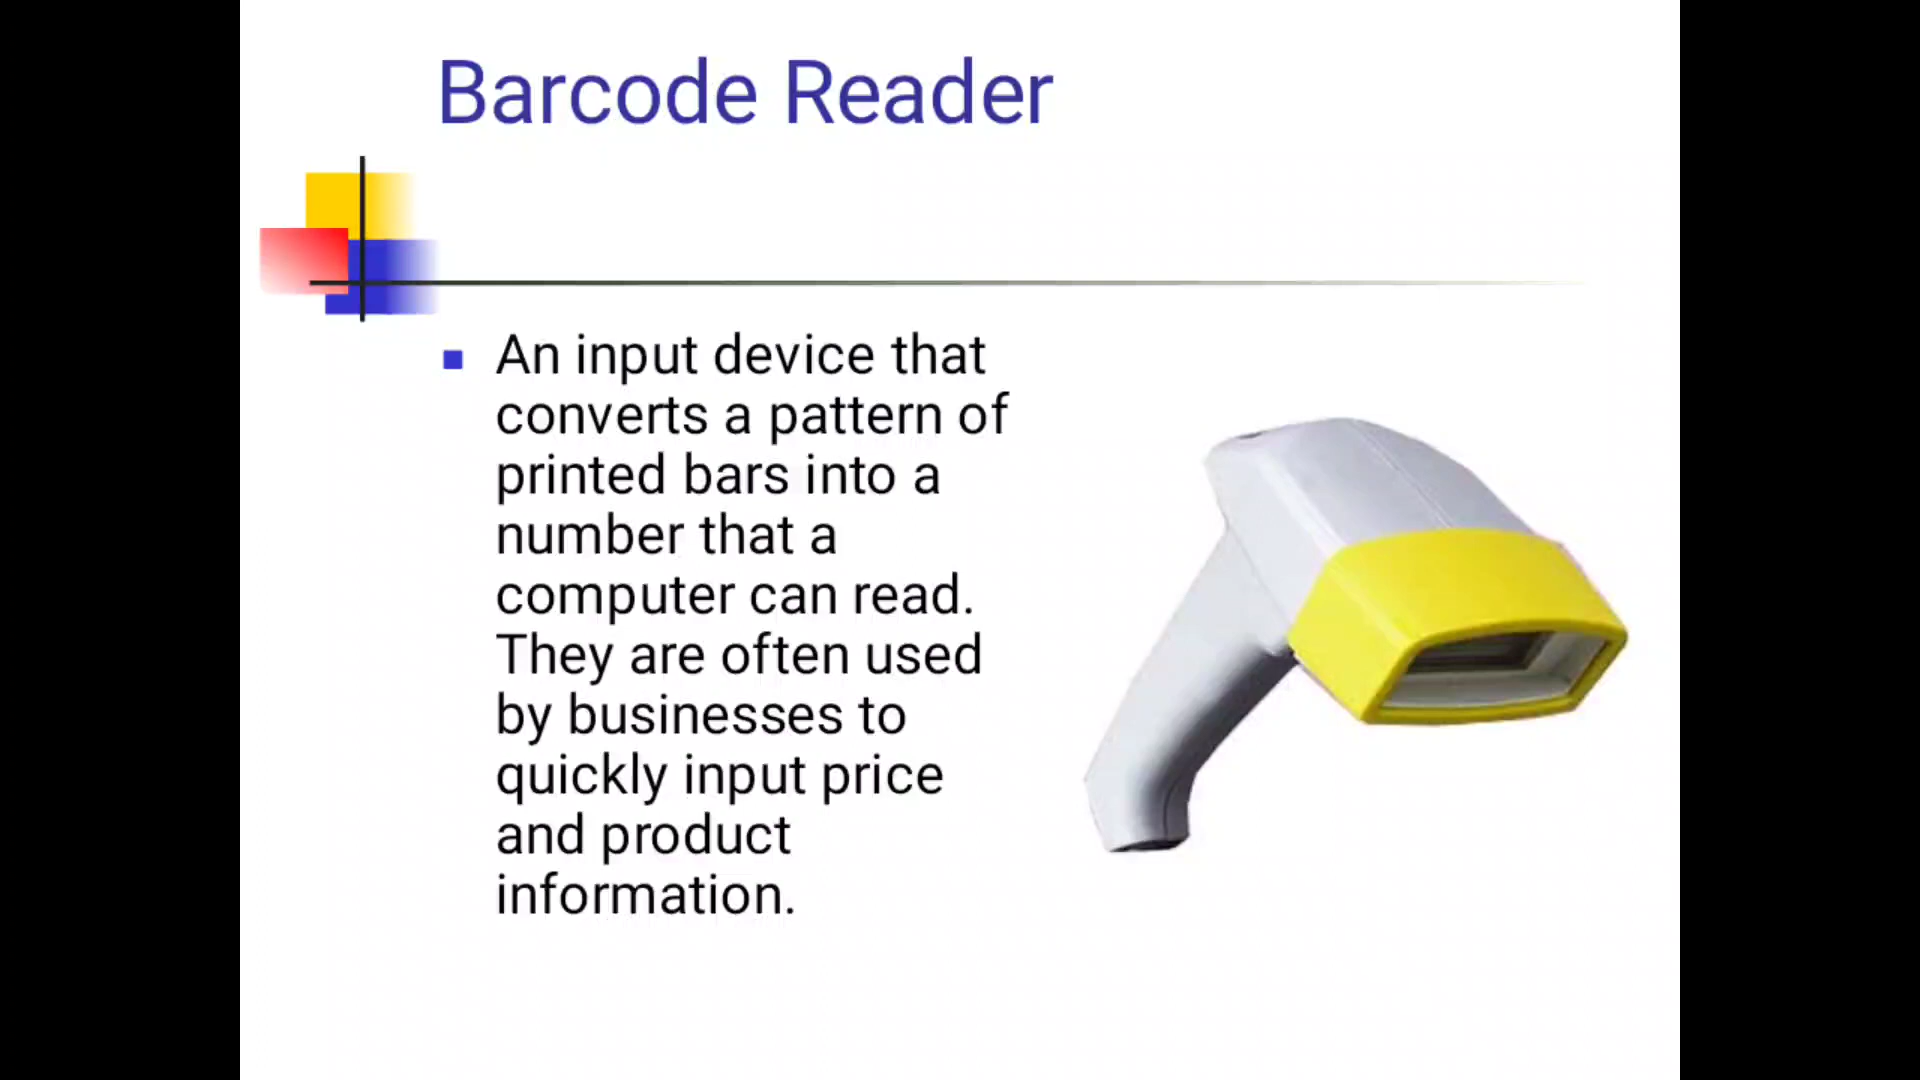 Barcode Reader
An input device that
converts a pattern of
printed bars into a
number that a
computer can read.
They are often used
by businesses to
quickly input price
and product
information.